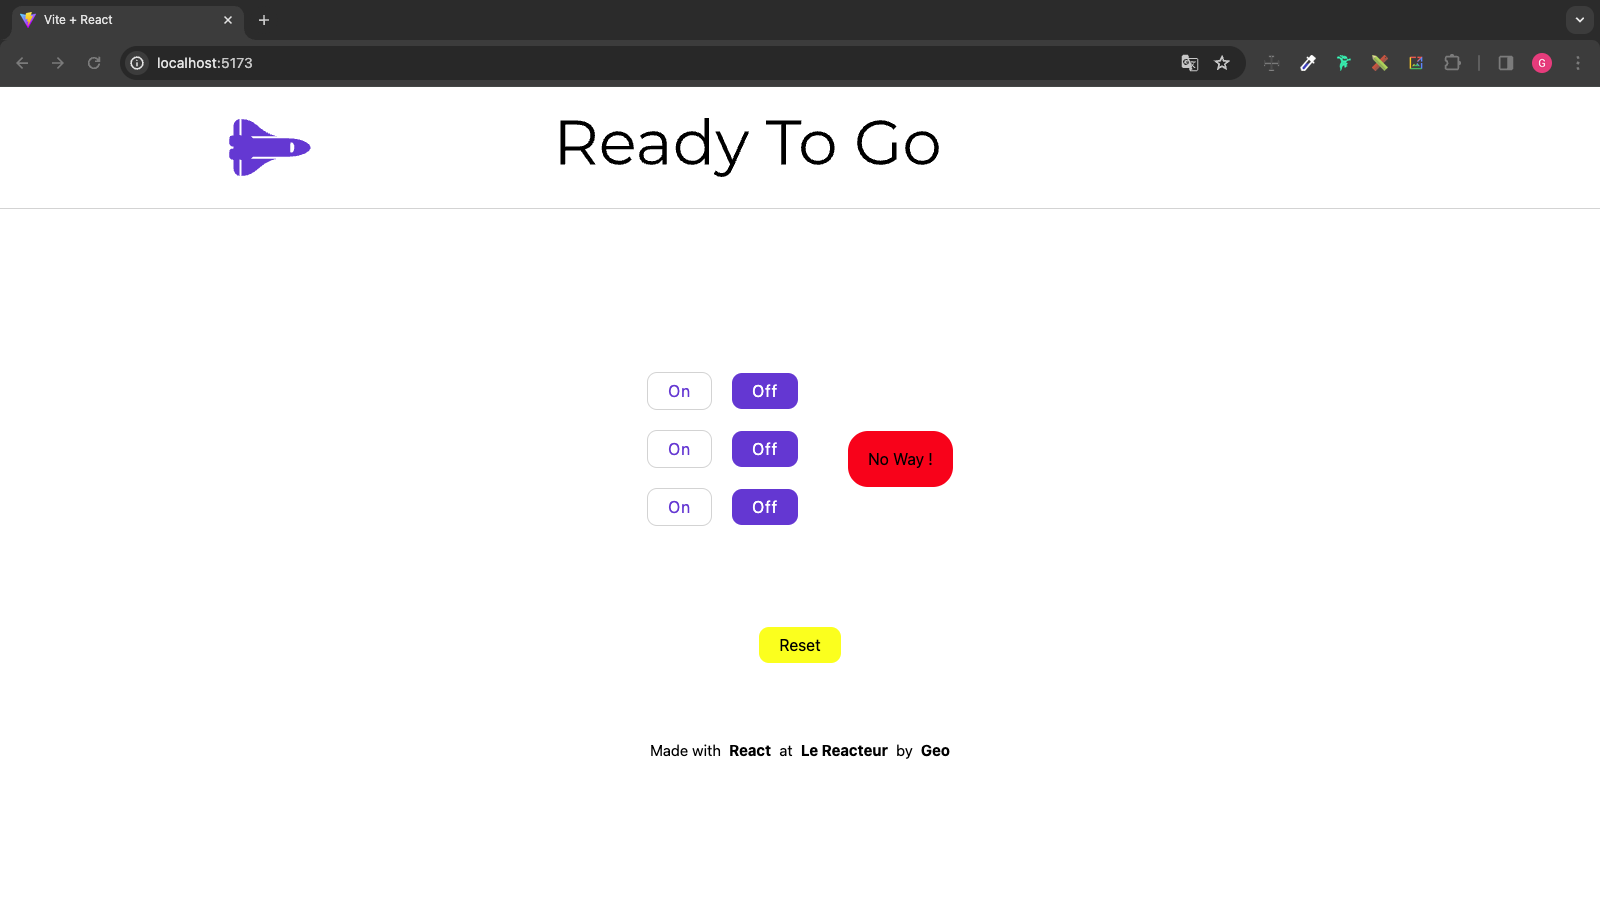 Vite + React
localhost:5173
G
Ready To Go
On Off
On Off
No Way !
On Off
Reset
Made with React at Le Reacteur by Geo